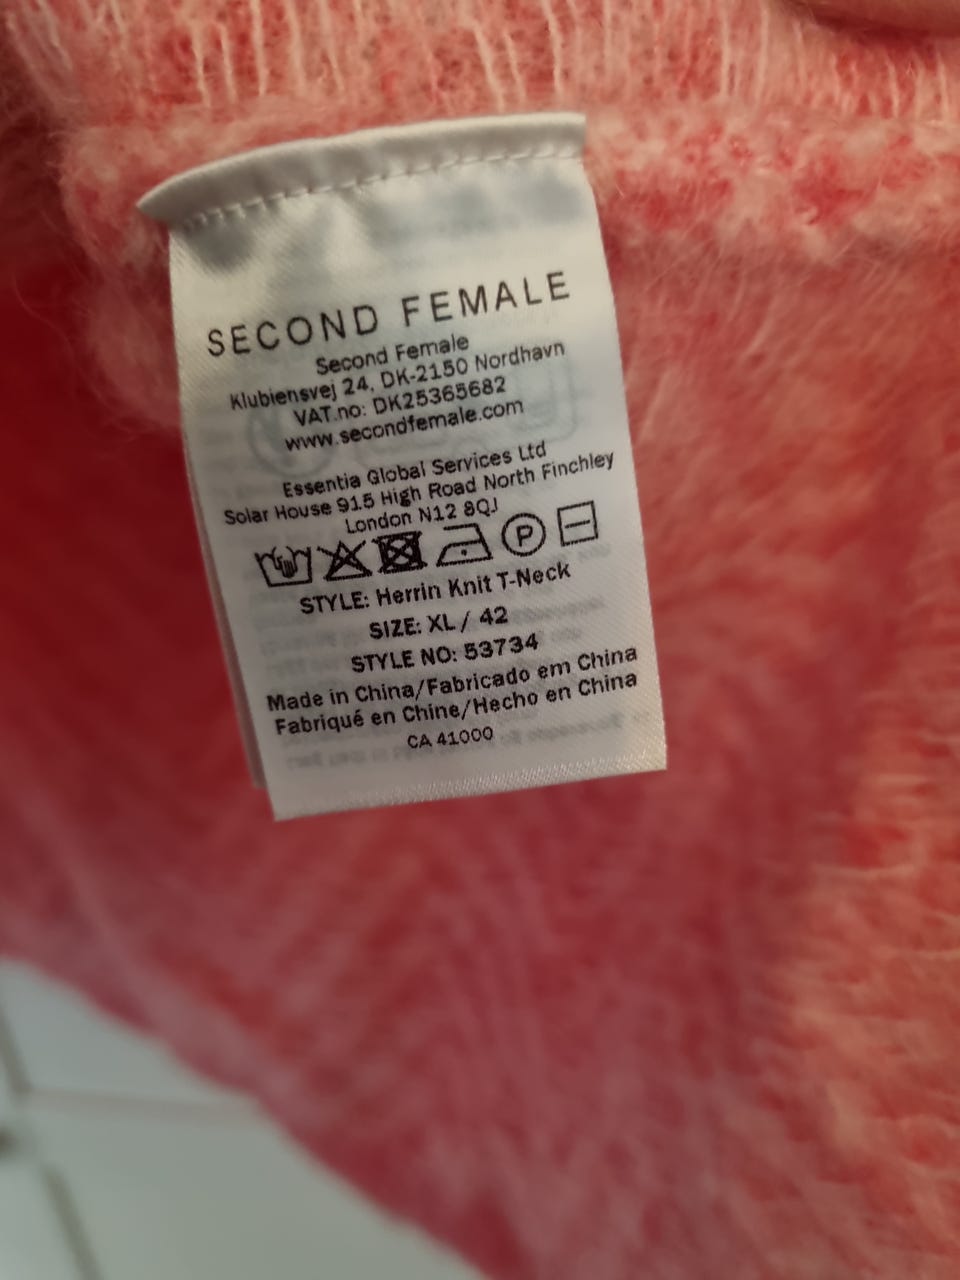 SECOND FEMALE
Second Female
Klubiensvej 24, DK-2150 Nordhavn
VAT.no: DK25365682
www.secondfemale.com
Essentia Global Services Ltd
Solar House 915 High Road North Finchley
London N12 8QJ
P
STYLE: Herrin Knit T-Neck
SIZE: XL / 42
STYLE NO: 53734
Made in China/Fabricado em China
Fabriqué en Chine/Hecho en China
CA 41000